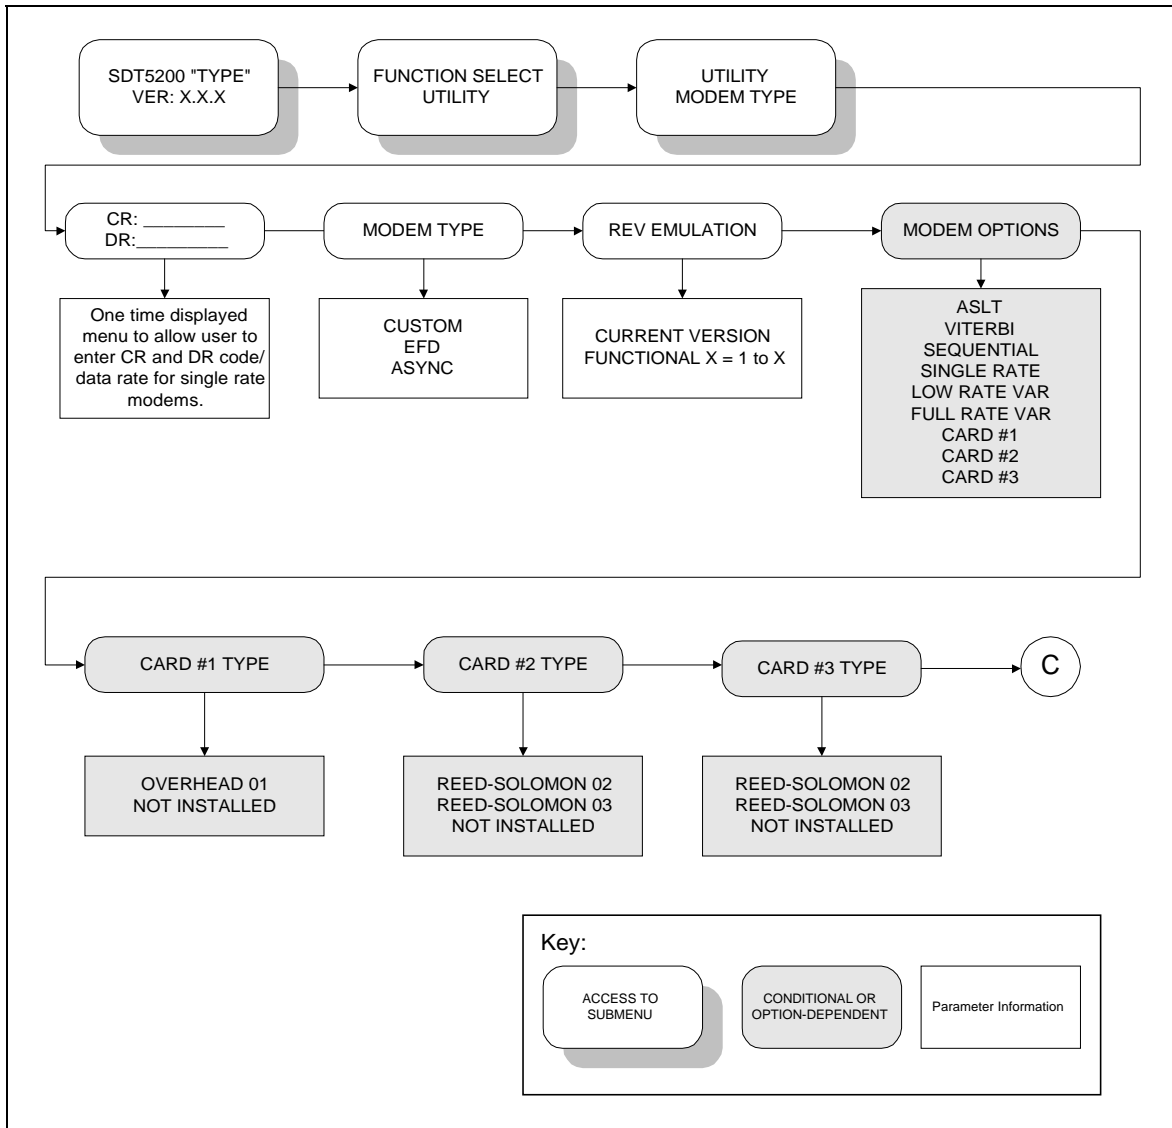 SDT5200 "TYPE"
VER: X.X.X
FUNCTION SELECT
UTILITY
UTILITY
MODEM TYPE
CR: ________
DR:_________
MODEM TYPE
REV EMULATION
MODEM OPTIONS
One time displayed
menu to allow user to
enter CR and DR code/
data rate for single rate
modems.
CUSTOM
EFD
ASYNC
CURRENT VERSION
FUNCTIONAL X = 1 to X
ASLT
VITERBI
SEQUENTIAL
SINGLE RATE
LOW RATE VAR
FULL RATE VAR
CARD #1
CARD #2
CARD #3
CARD #1 TYPE
CARD #2 TYPE
CARD #3 TYPE
C
OVERHEAD 01
NOT INSTALLED
REED-SOLOMON 02
REED-SOLOMON 03
NOT INSTALLED
REED-SOLOMON 02
REED-SOLOMON 03
NOT INSTALLED
Key:
ACCESS TO
SUBMENU
CONDITIONAL OR
OPTION-DEPENDENT
Parameter Information